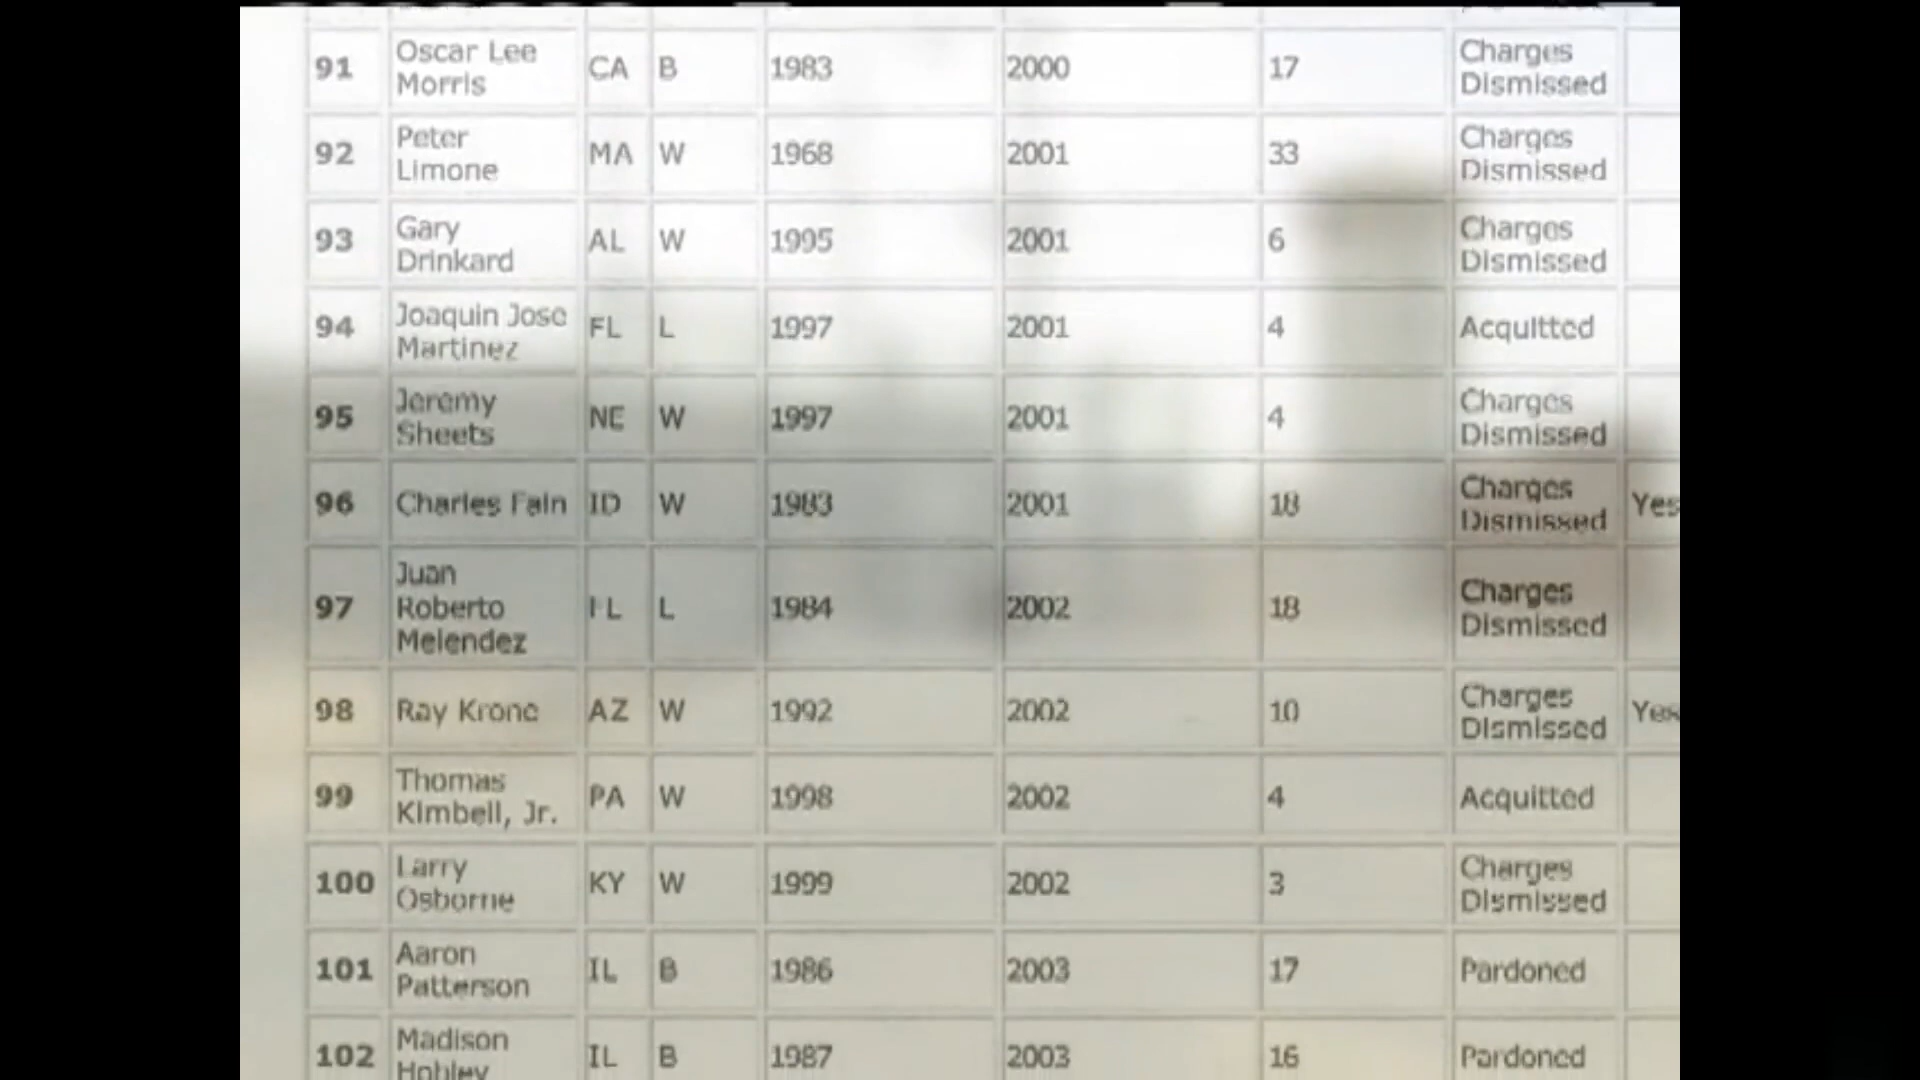 91 Oscar Lee Morris CA B 1983 2000 17 Charges Dismissed
92 Peter Limone MA W 1968 2001 33 Charges Dismissed
93 Gary Drinkard AL W 1995 2001 6 Charges Dismissed
94 Joaquin Jose Martinez FL L 1997 2001 4 Acquitted
95 Jeremy Sheets NE W 1997 2001 4 Charges Dismissed
96 Charles Fain ID W 1983 2001 18 Charges Dismissed Yes
97 Juan Roberto Melendez FL L 1984 2002 18 Charges Dismissed
98 Ray Krone AZ W 1992 2002 10 Charges Dismissed Yes
99 Thomas Kimbell, Jr. PA W 1998 2002 4 Acquitted
100 Larry Osborne KY W 1999 2002 3 Charges Dismissed
101 Aaron Patterson IL B 1986 2003 17 Pardoned
102 Madison Hobley IL B 1987 2003 16 Pardoned